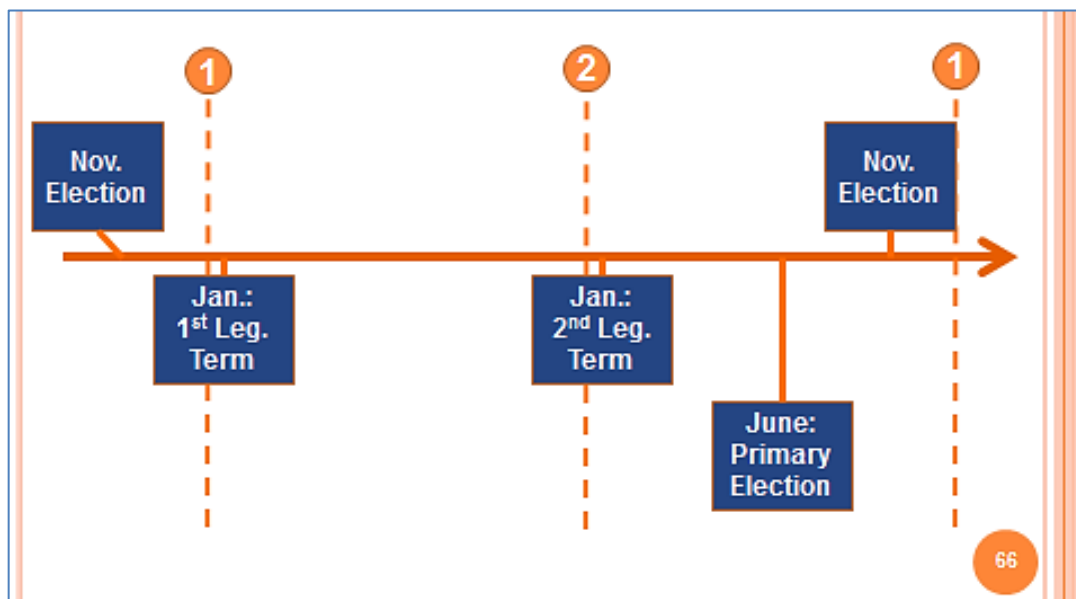 1
2
1
Nov.
Election
Nov.
Election
Jan.:
1st Leg.
Term
Jan.:
2nd Leg.
Term
June:
Primary
Election
66